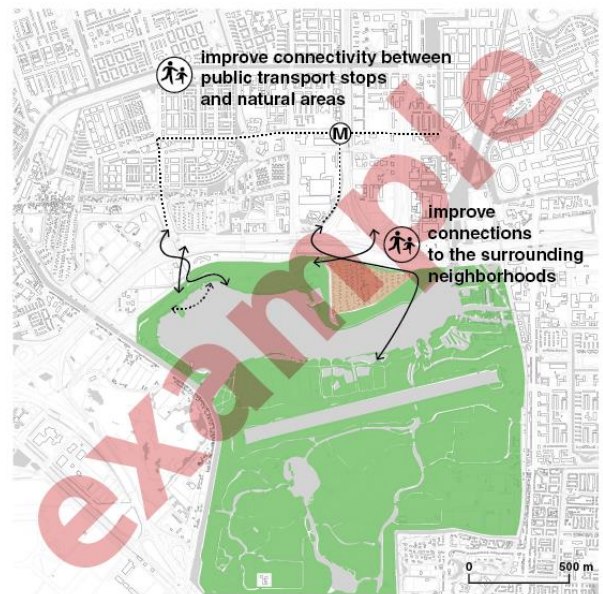 improve connectivity between
public transport stops
and natural areas
M
improve
connections
to the surrounding
neighborhoods
example
0 500 m